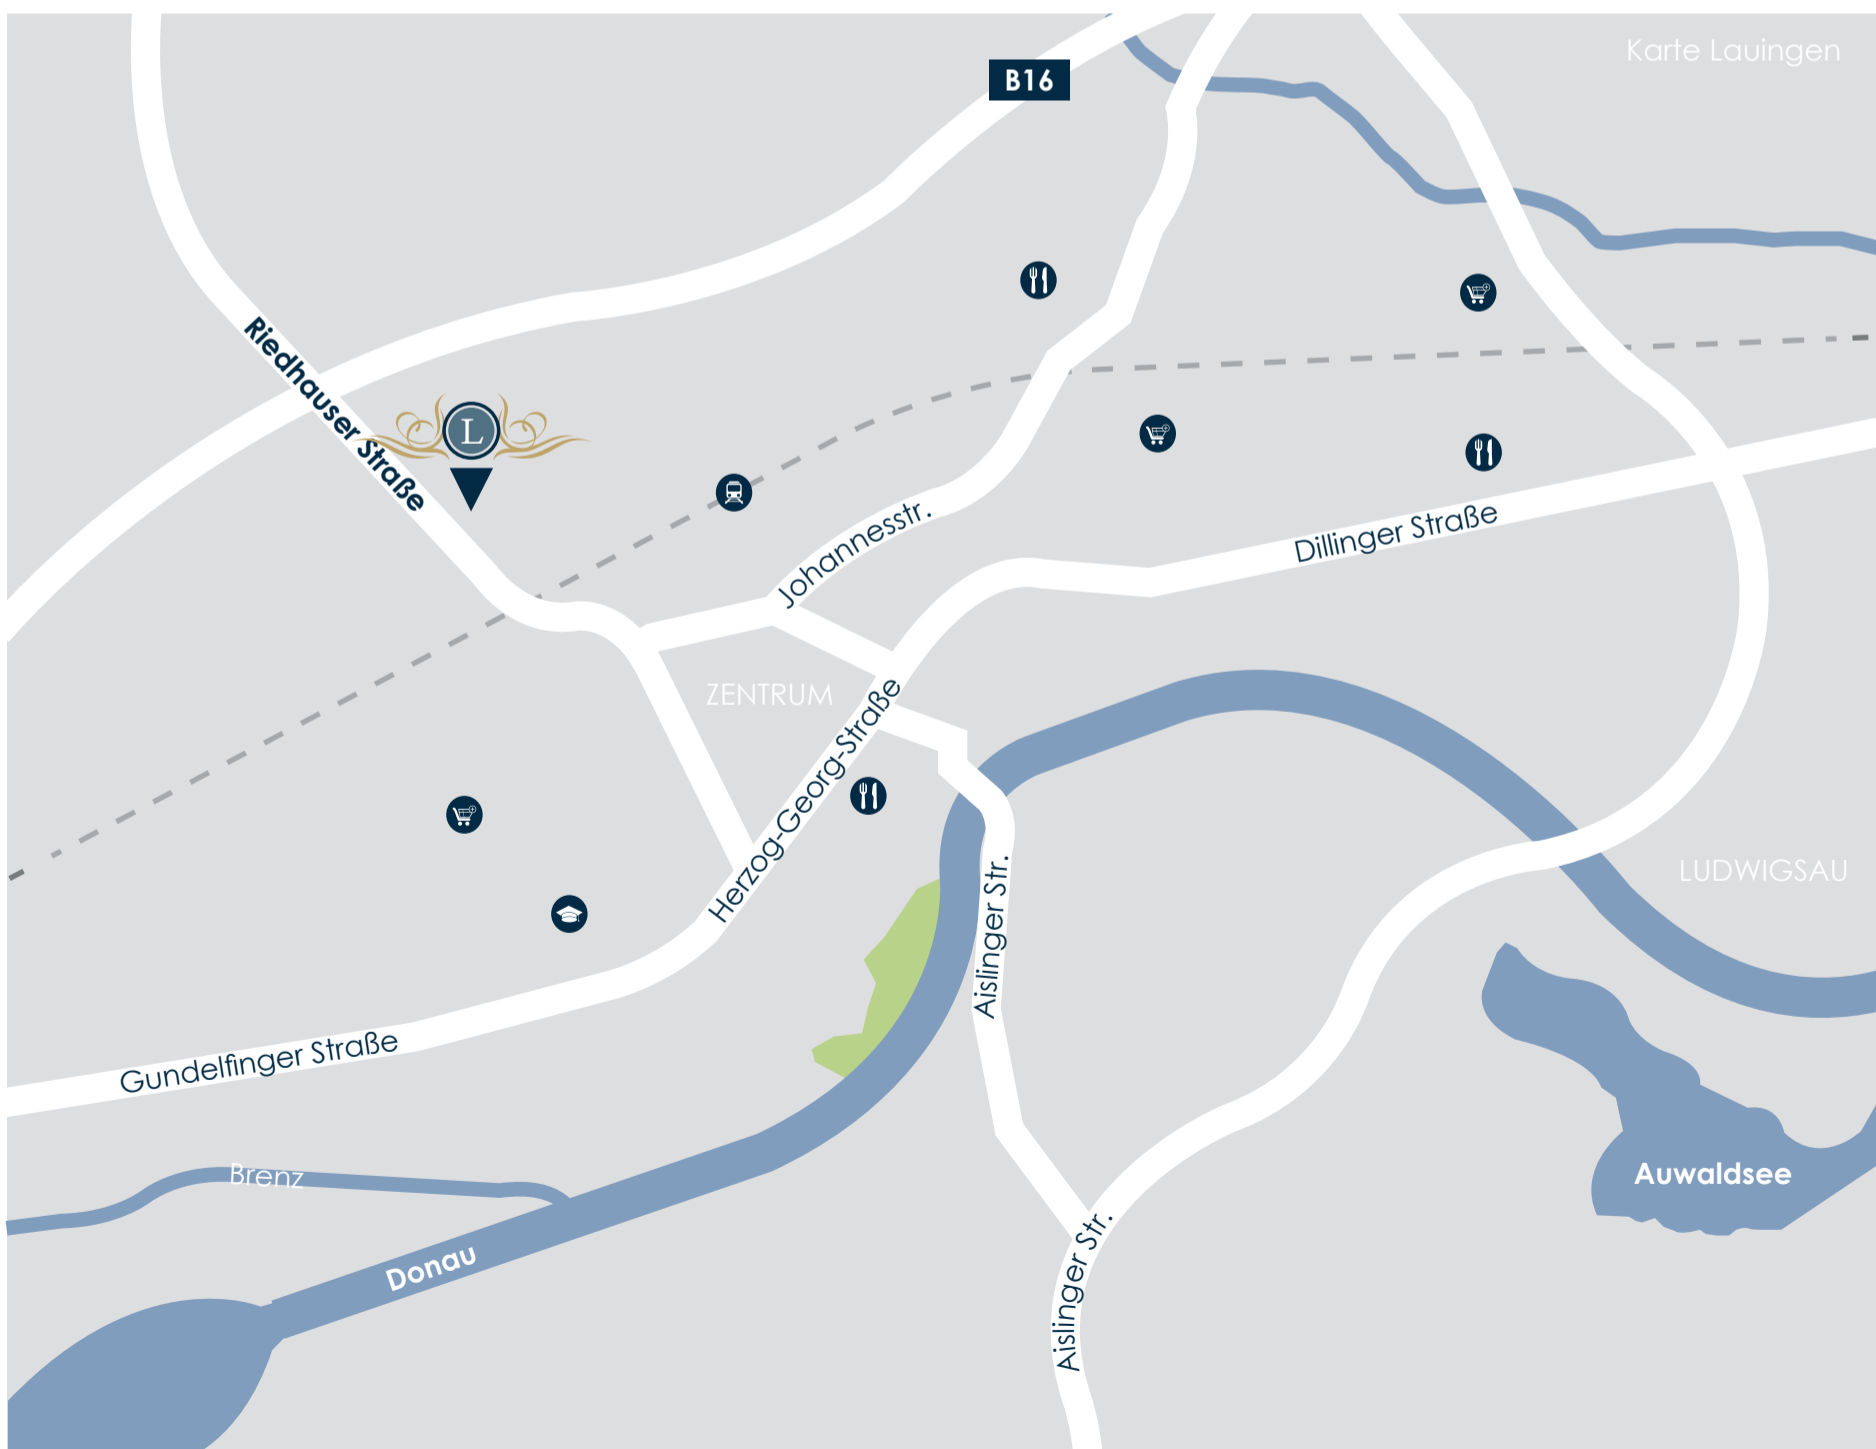 Karte Lauingen
B16
Riedhauser Straße
L
Johannesstr.
Dillinger Straße
ZENTRUM
Herzog-Georg-Straße
LUDWIGSAU
Aislinger Str.
Gundelfinger Straße
Brenz
Auwaldsee
Donau
Aislinger Str.